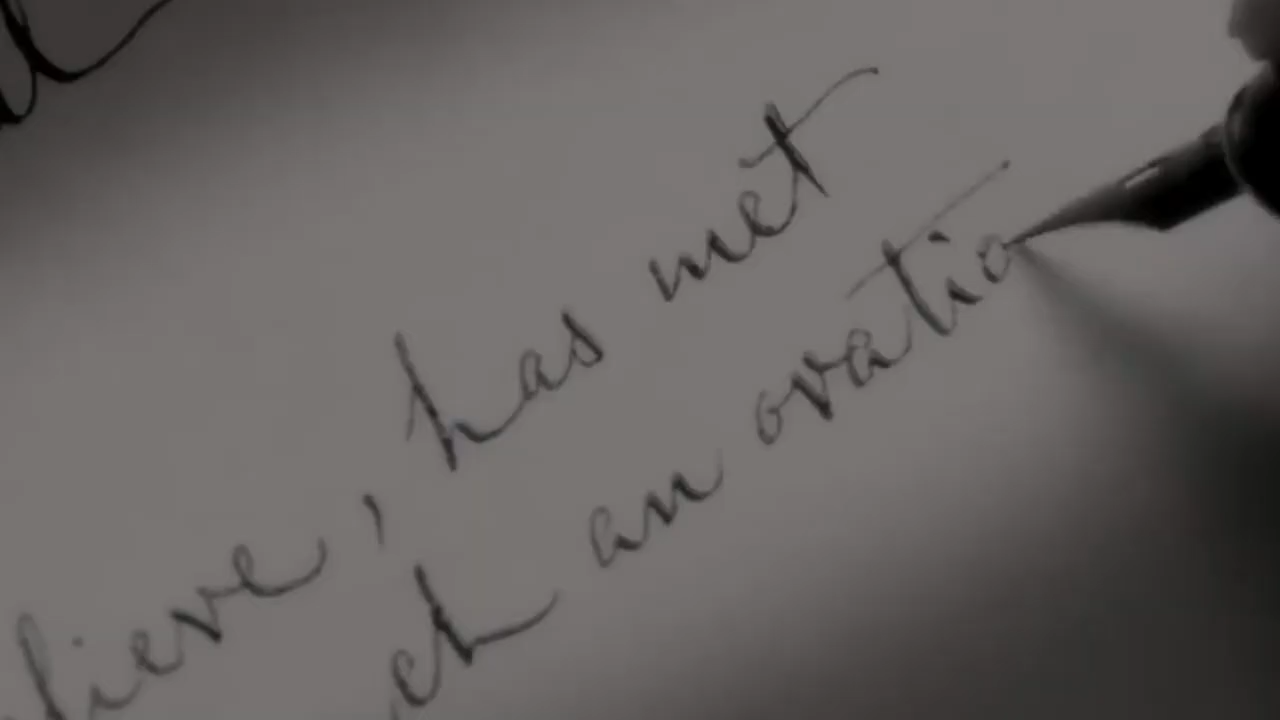 lieve, has met
ch an ovatio